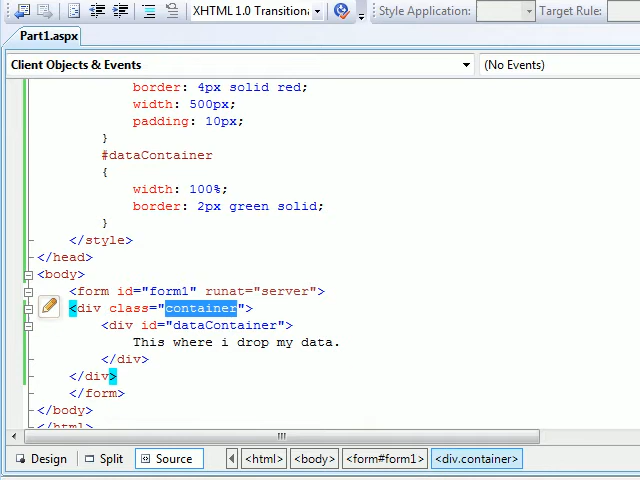 XHTML 1.0 Transitiona
Style Application:
Target Rule:
Part1.aspx
Client Objects & Events
(No Events)
border: 4px solid red;
width: 500px;
padding: 10px;
}
#dataContainer
{
width: 100%;
border: 2px green solid;
}
</style>
</head>
<body>
<form id="form1" runat="server">
<div class="container">
<div id="dataContainer">
This where i drop my data.
</div>
</div>
</form>
</body>
</html>
Design
Split
Source
<html>
<body>
<form#form1>
<div.container>